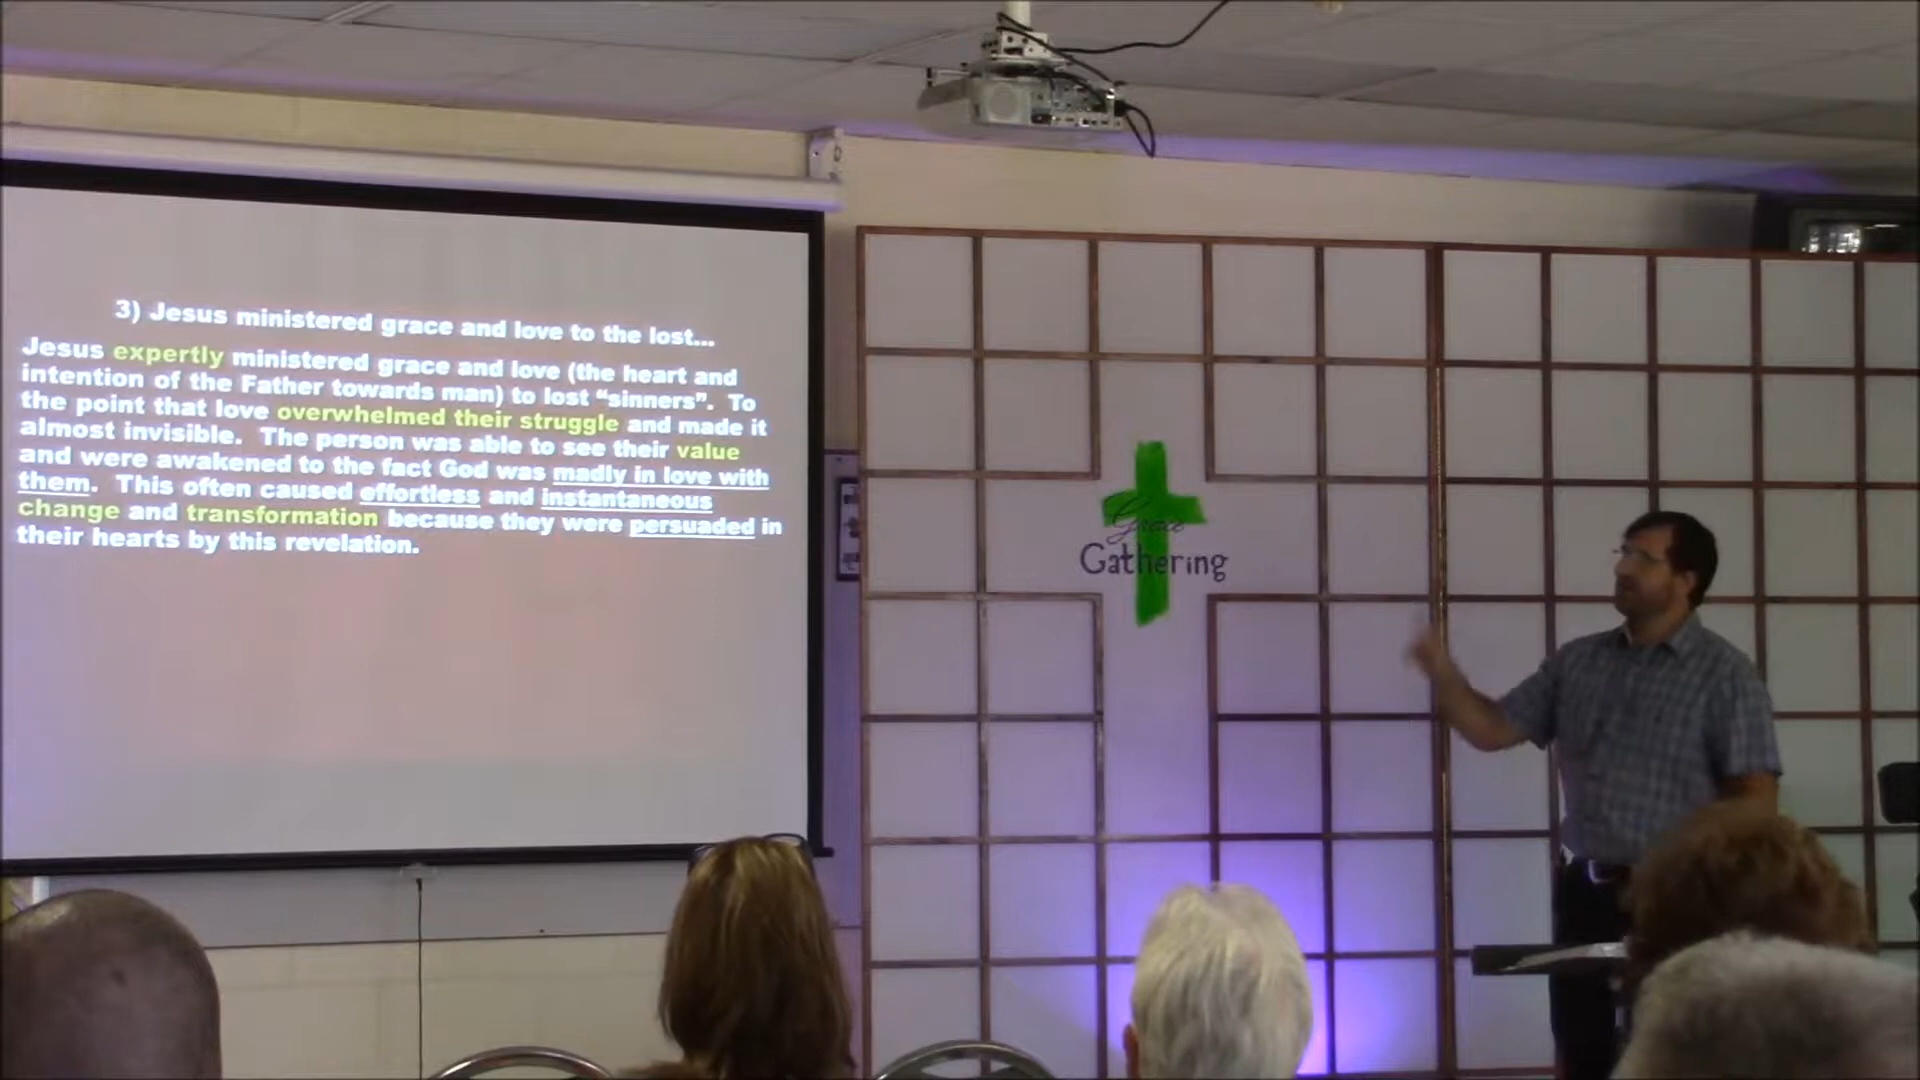 3) Jesus ministered grace and love to the lost...
Jesus expertly ministered grace and love (the heart and
intention of the Father towards man) to lost “sinners”. To
the point that love overwhelmed their struggle and made it
almost invisible. The person was able to see their value
and were awakened to the fact God was madly in love with
them. This often caused effortless and instantaneous
change and transformation because they were persuaded in
their hearts by this revelation.
Grace
Gathering